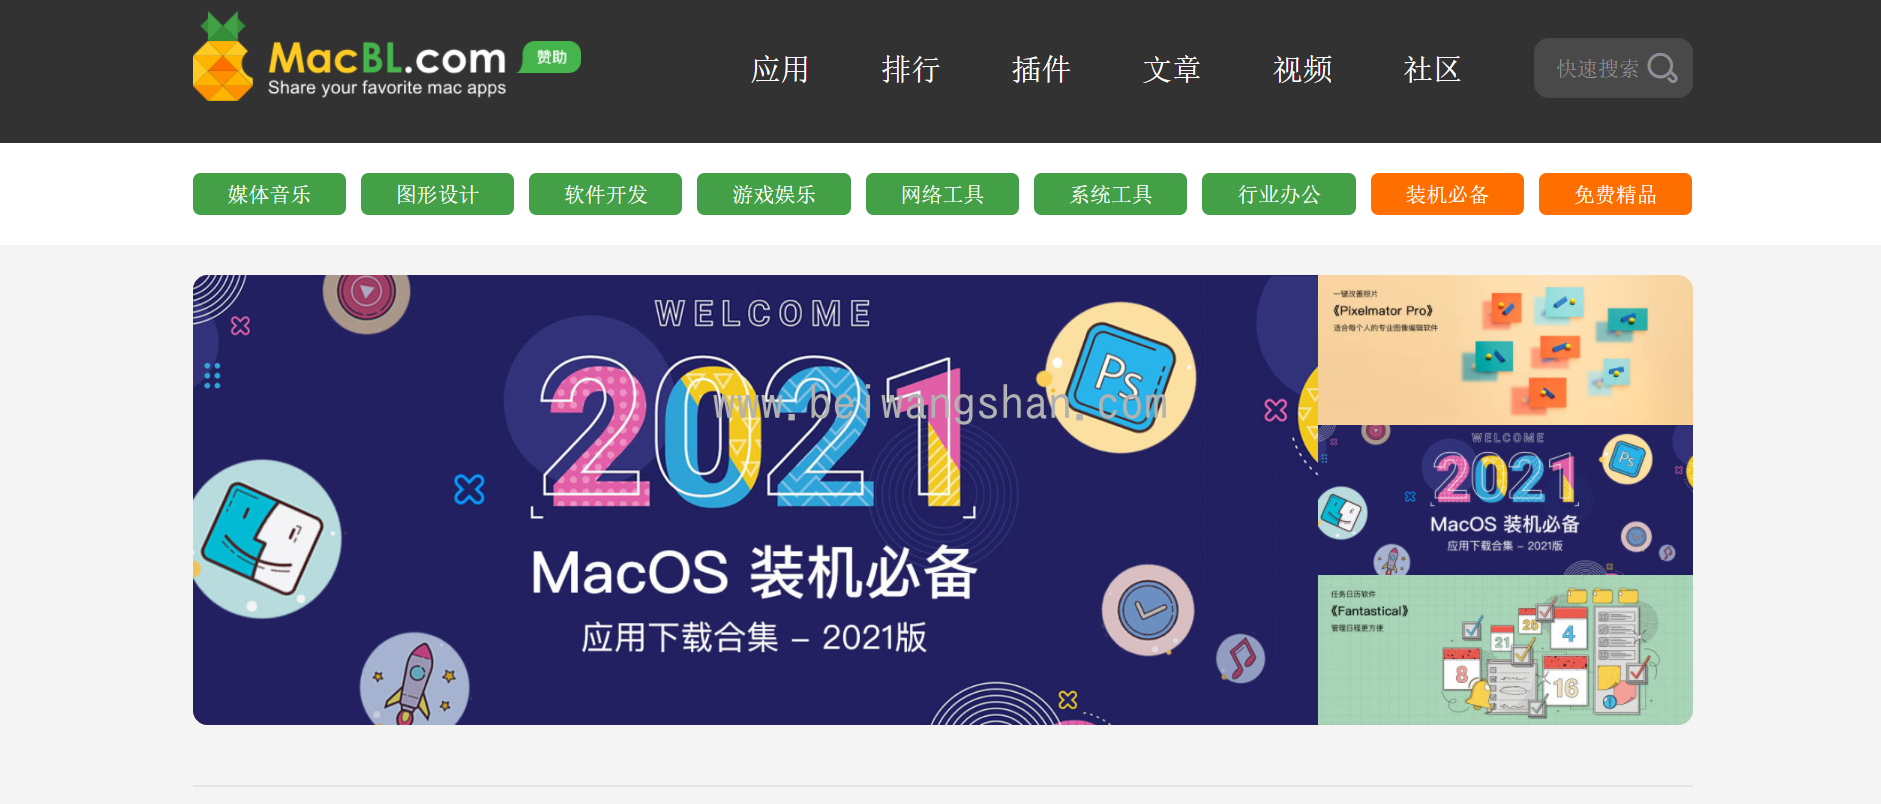 MacBL.com
赞助
Share your favorite mac apps
应用
排行
插件
文章
视频
社区
快速搜索
媒体音乐
图形设计
软件开发
游戏娱乐
网络工具
系统工具
行业办公
装机必备
免费精品
WELCOME
2021
Ps
www.beiwangshan.com
MacOS 装机必备
应用下载合集 - 2021版
一键改善照片
《Pixelmator Pro》
适合每个人的专业图像编辑软件
WELCOME
2021
Ps
MacOS 装机必备
应用下载合集 - 2021版
任务日历软件
《Fantastical》
管理日程更方便
25
21
4
8
16